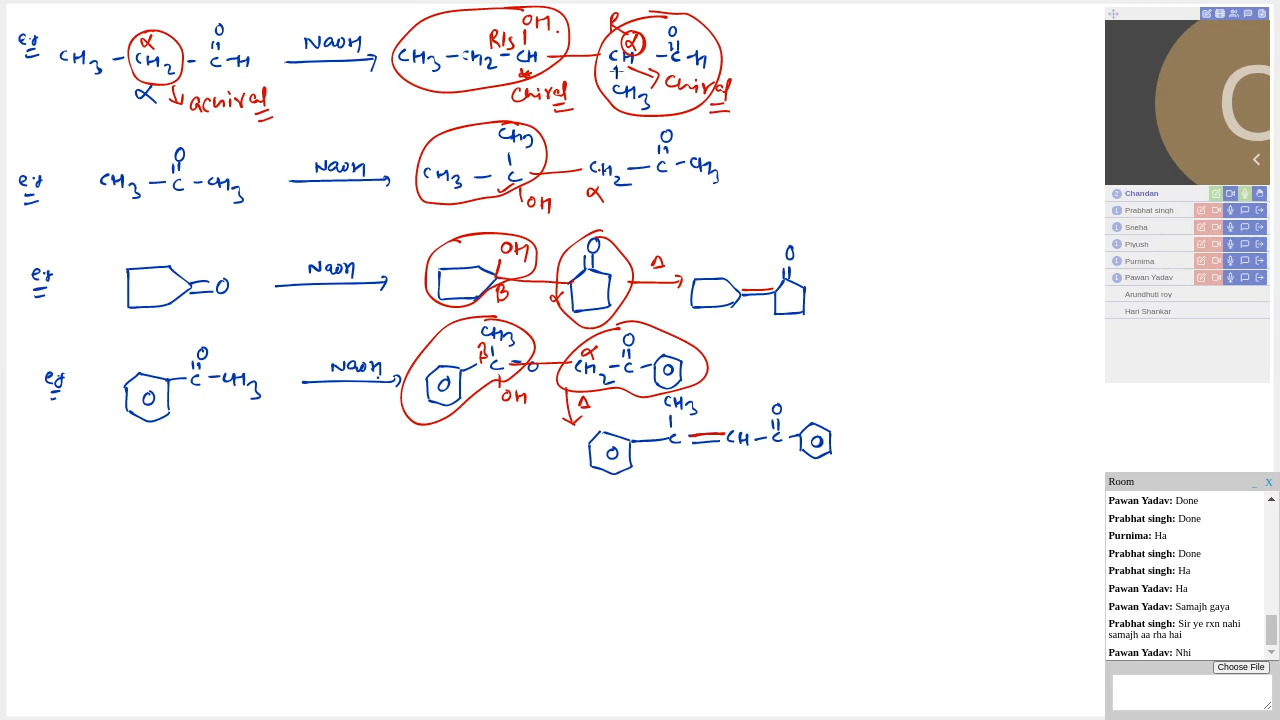 e.g CH3 - CH2 - C - H NaOH CH3 - CH2 - CH CH - C - H
O OH O
α R/S R α
α achiral chiral CH3 chiral
e.g CH3 - C - CH3 NaOH CH3 - C CH2 - C - CH3
O CH3 OH α O
e.g O NaOH OH β α O Δ O
e.g O C - CH3 NaOH CH3 β C OH α CH2 - C - O
Δ
CH3 C = CH - C - O
Chandan
Prabhat singh
Sneha
Piyush
Purnima
Pawan Yadav
Arundhuti roy
Hari Shankar
Room _ X
Pawan Yadav: Done
Prabhat singh: Done
Purnima: Ha
Prabhat singh: Done
Prabhat singh: Ha
Pawan Yadav: Ha
Pawan Yadav: Samajh gaya
Prabhat singh: Sir ye rxn nahi
samajh aa rha hai
Pawan Yadav: Nhi
Choose File